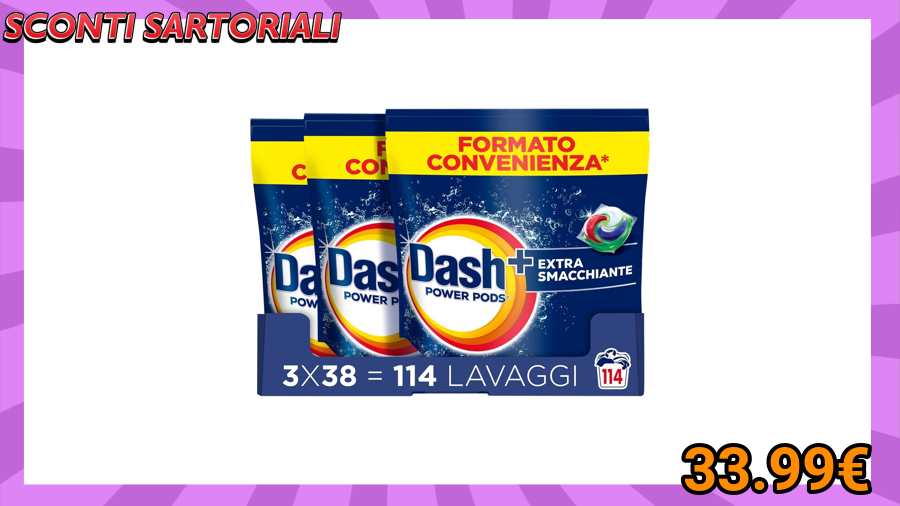 SCONTI SARTORIALI
FORMATO
CONVENIENZA*
Dash+
POWER PODS
EXTRA
SMACCHIANTE
3X38 = 114 LAVAGGI
114
33.99€